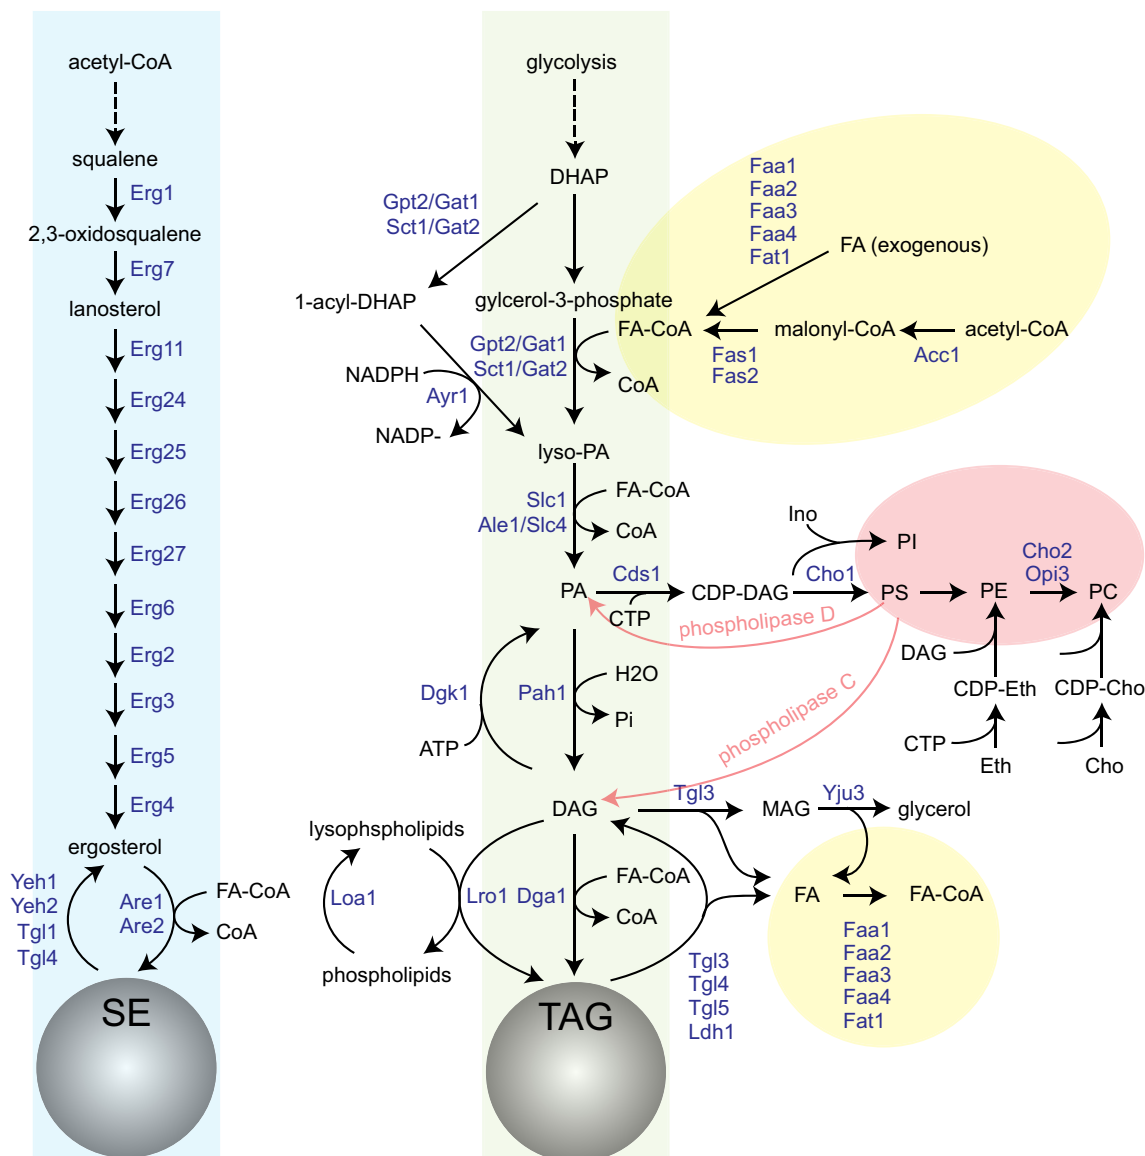 acetyl-CoA
squalene
Erg1
2,3-oxidosqualene
Erg7
lanosterol
Erg11
Erg24
Erg25
Erg26
Erg27
Erg6
Erg2
Erg3
Erg5
Erg4
ergosterol
Yeh1
Yeh2
Tgl1
Tgl4
Are1
Are2
FA-CoA
CoA
SE
glycolysis
DHAP
Gpt2/Gat1
Sct1/Gat2
1-acyl-DHAP
NADPH
Ayr1
NADP-
gylcerol-3-phosphate
Gpt2/Gat1
Sct1/Gat2
FA-CoA
CoA
Faa1
Faa2
Faa3
Faa4
Fat1
FA (exogenous)
malonyl-CoA
acetyl-CoA
Fas1
Fas2
Acc1
lyso-PA
Slc1
Ale1/Slc4
FA-CoA
CoA
PA
Cds1
CTP
CDP-DAG
Ino
PI
Cho1
PS
PE
Cho2
Opi3
PC
phospholipase D
phospholipase C
DAG
CDP-Eth
CTP
Eth
CDP-Cho
Cho
Dgk1
ATP
Pah1
H2O
Pi
DAG
Tgl3
MAG
Yju3
glycerol
lysophspholipids
Loa1
phospholipids
Lro1
Dga1
FA-CoA
CoA
TAG
Tgl3
Tgl4
Tgl5
Ldh1
FA
FA-CoA
Faa1
Faa2
Faa3
Faa4
Fat1